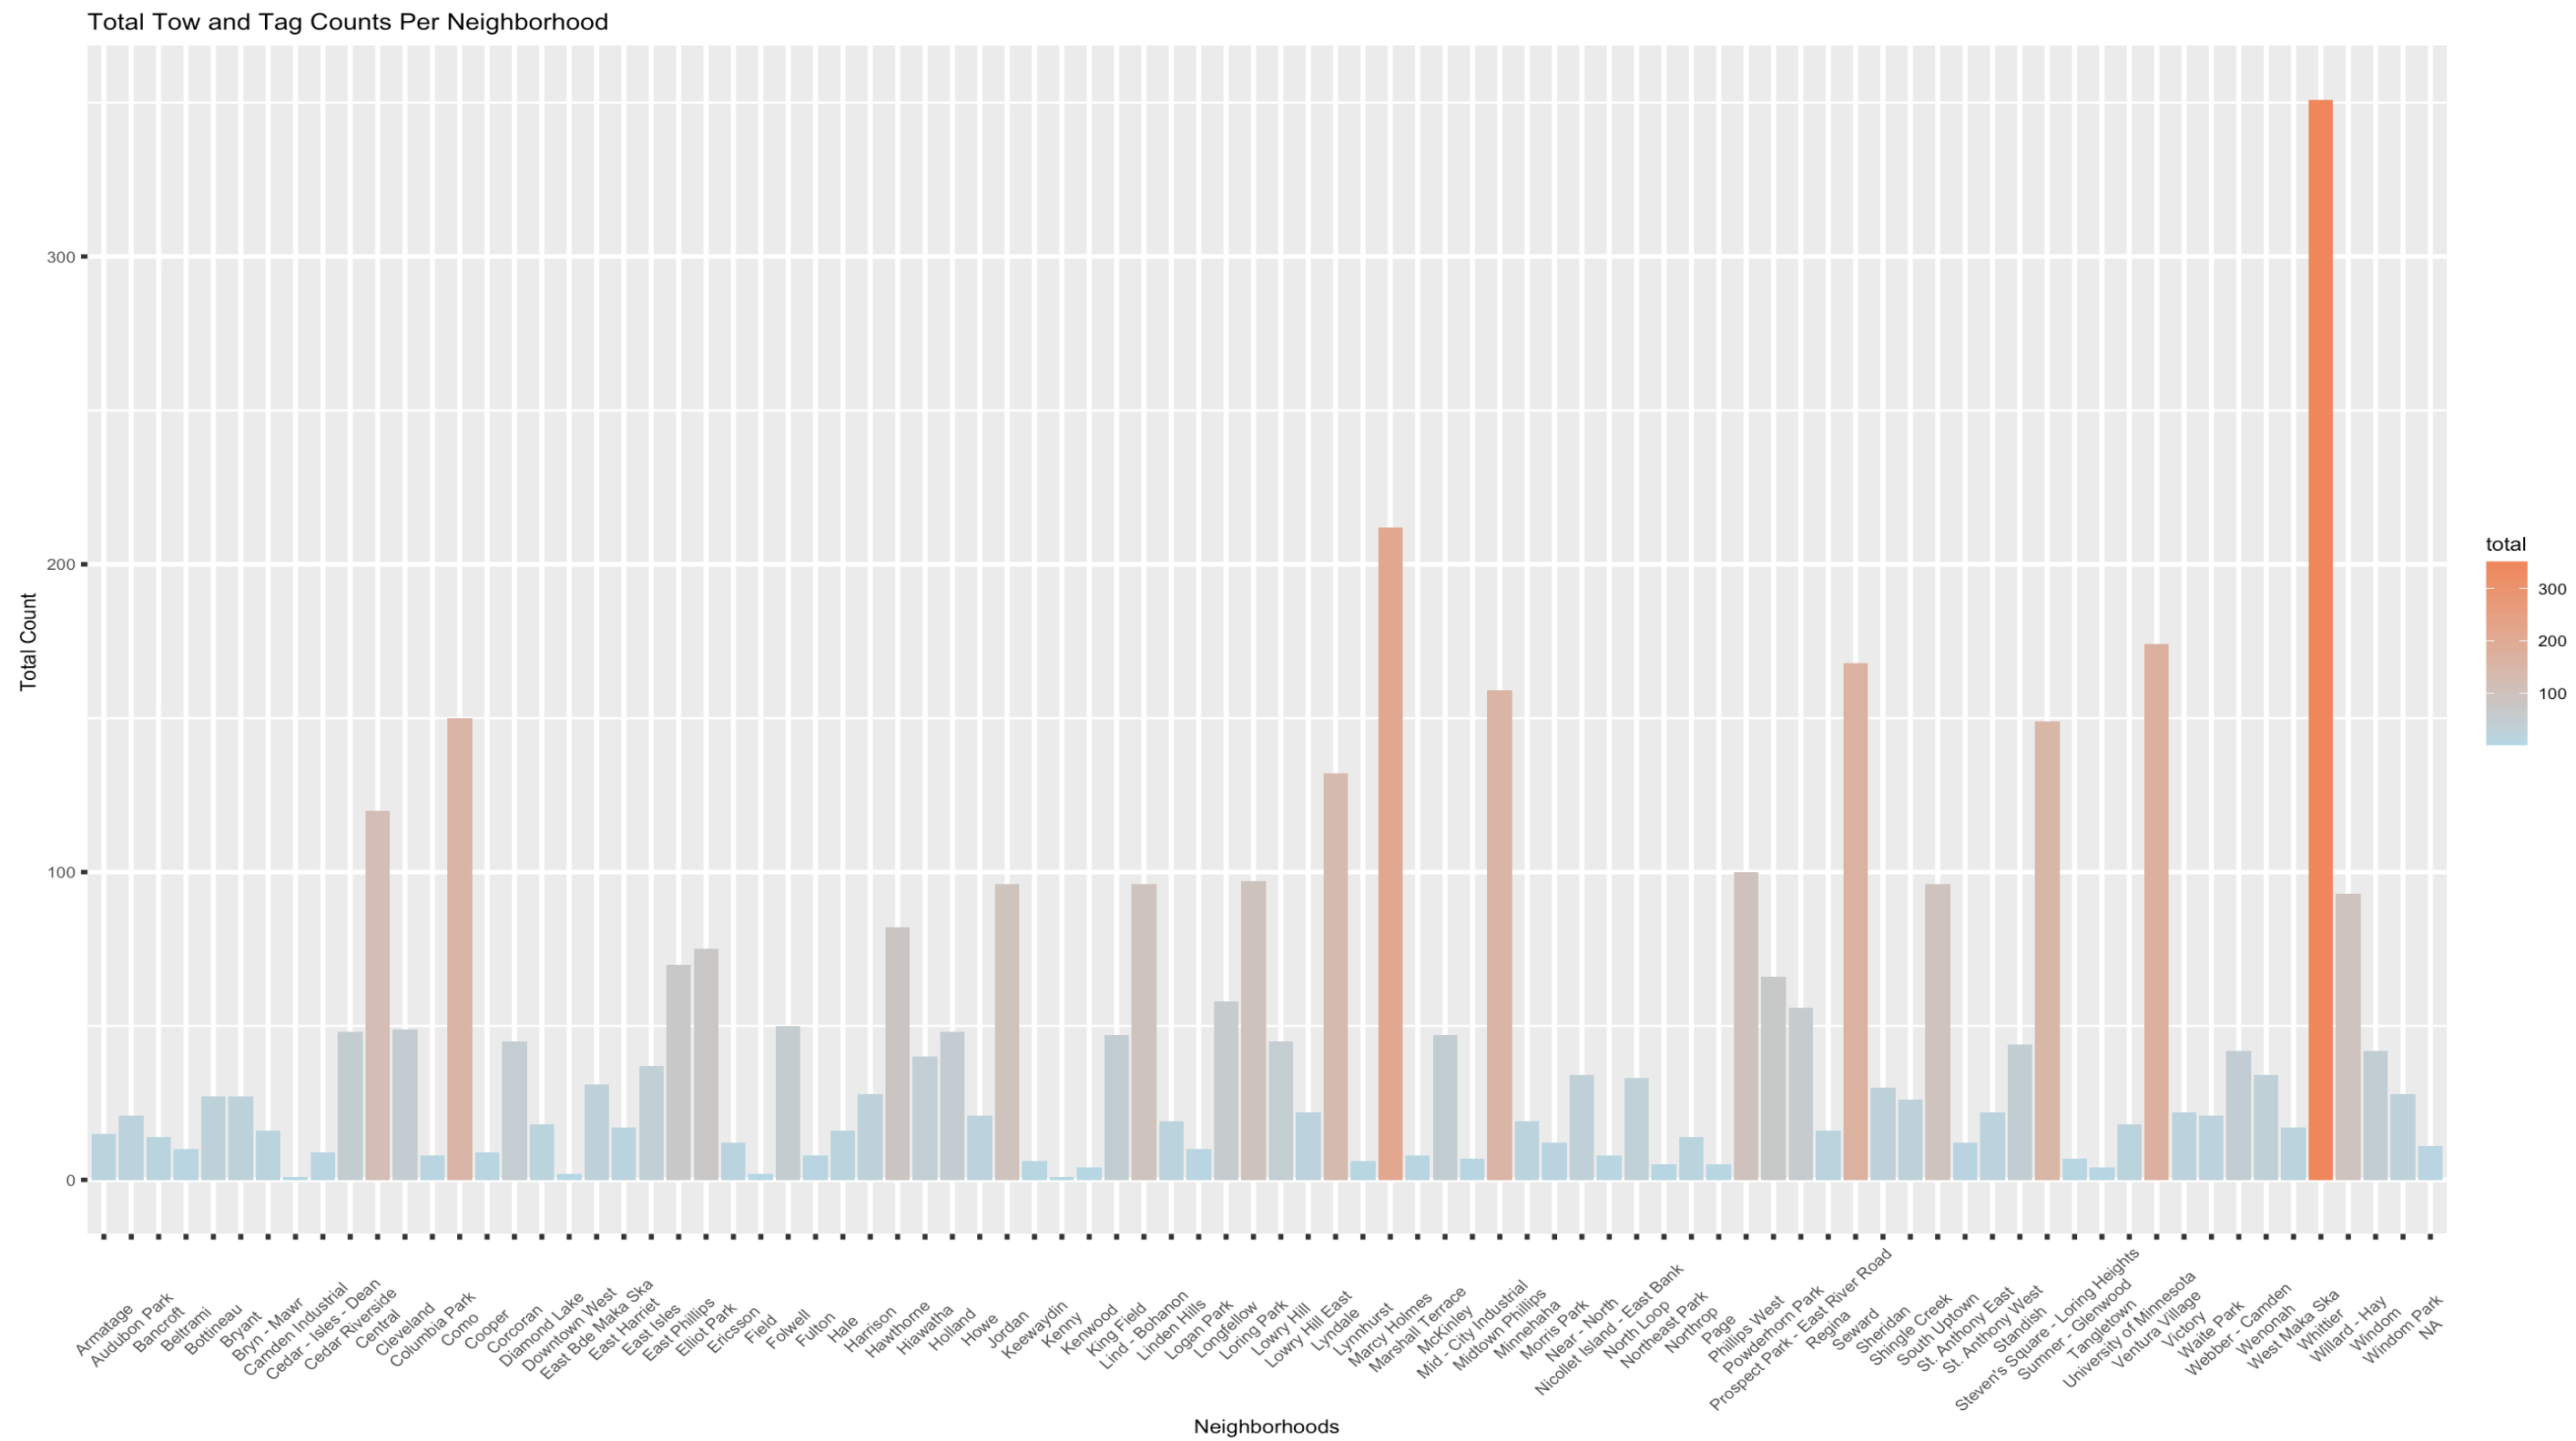 Total Tow and Tag Counts Per Neighborhood
Total Count
300
200
100
0
Armatage
Audubon Park
Bancroft
Beltrami
Bottineau
Bryant
Bryn - Mawr
Camden Industrial
Cedar - Isles - Dean
Cedar Riverside
Central
Cleveland
Columbia Park
Como
Cooper
Corcoran
Diamond Lake
Downtown West
East Bde Maka Ska
East Harriet
East Isles
East Phillips
Elliot Park
Ericsson
Field
Folwell
Fulton
Hale
Harrison
Hawthorne
Hiawatha
Holland
Howe
Jordan
Keewaydin
Kenny
Kenwood
King Field
Lind - Bohanon
Linden Hills
Logan Park
Longfellow
Loring Park
Lowry Hill
Lowry Hill East
Lyndale
Lynnhurst
Marcy Holmes
Marshall Terrace
McKinley
Mid - City Industrial
Midtown Phillips
Minnehaha
Morris Park
Near - North
Nicollet Island - East Bank
North Loop
Northeast Park
Northrop
Page
Phillips West
Powderhorn Park
Prospect Park - East River Road
Regina
Seward
Sheridan
Shingle Creek
South Uptown
St. Anthony East
St. Anthony West
Standish
Steven's Square - Loring Heights
Sumner - Glenwood
Tangletown
University of Minnesota
Ventura Village
Victory
Waite Park
Webber - Camden
Wenonah
West Maka Ska
Whittier
Willard - Hay
Windom
Windom Park
NA
Neighborhoods
total
300
200
100